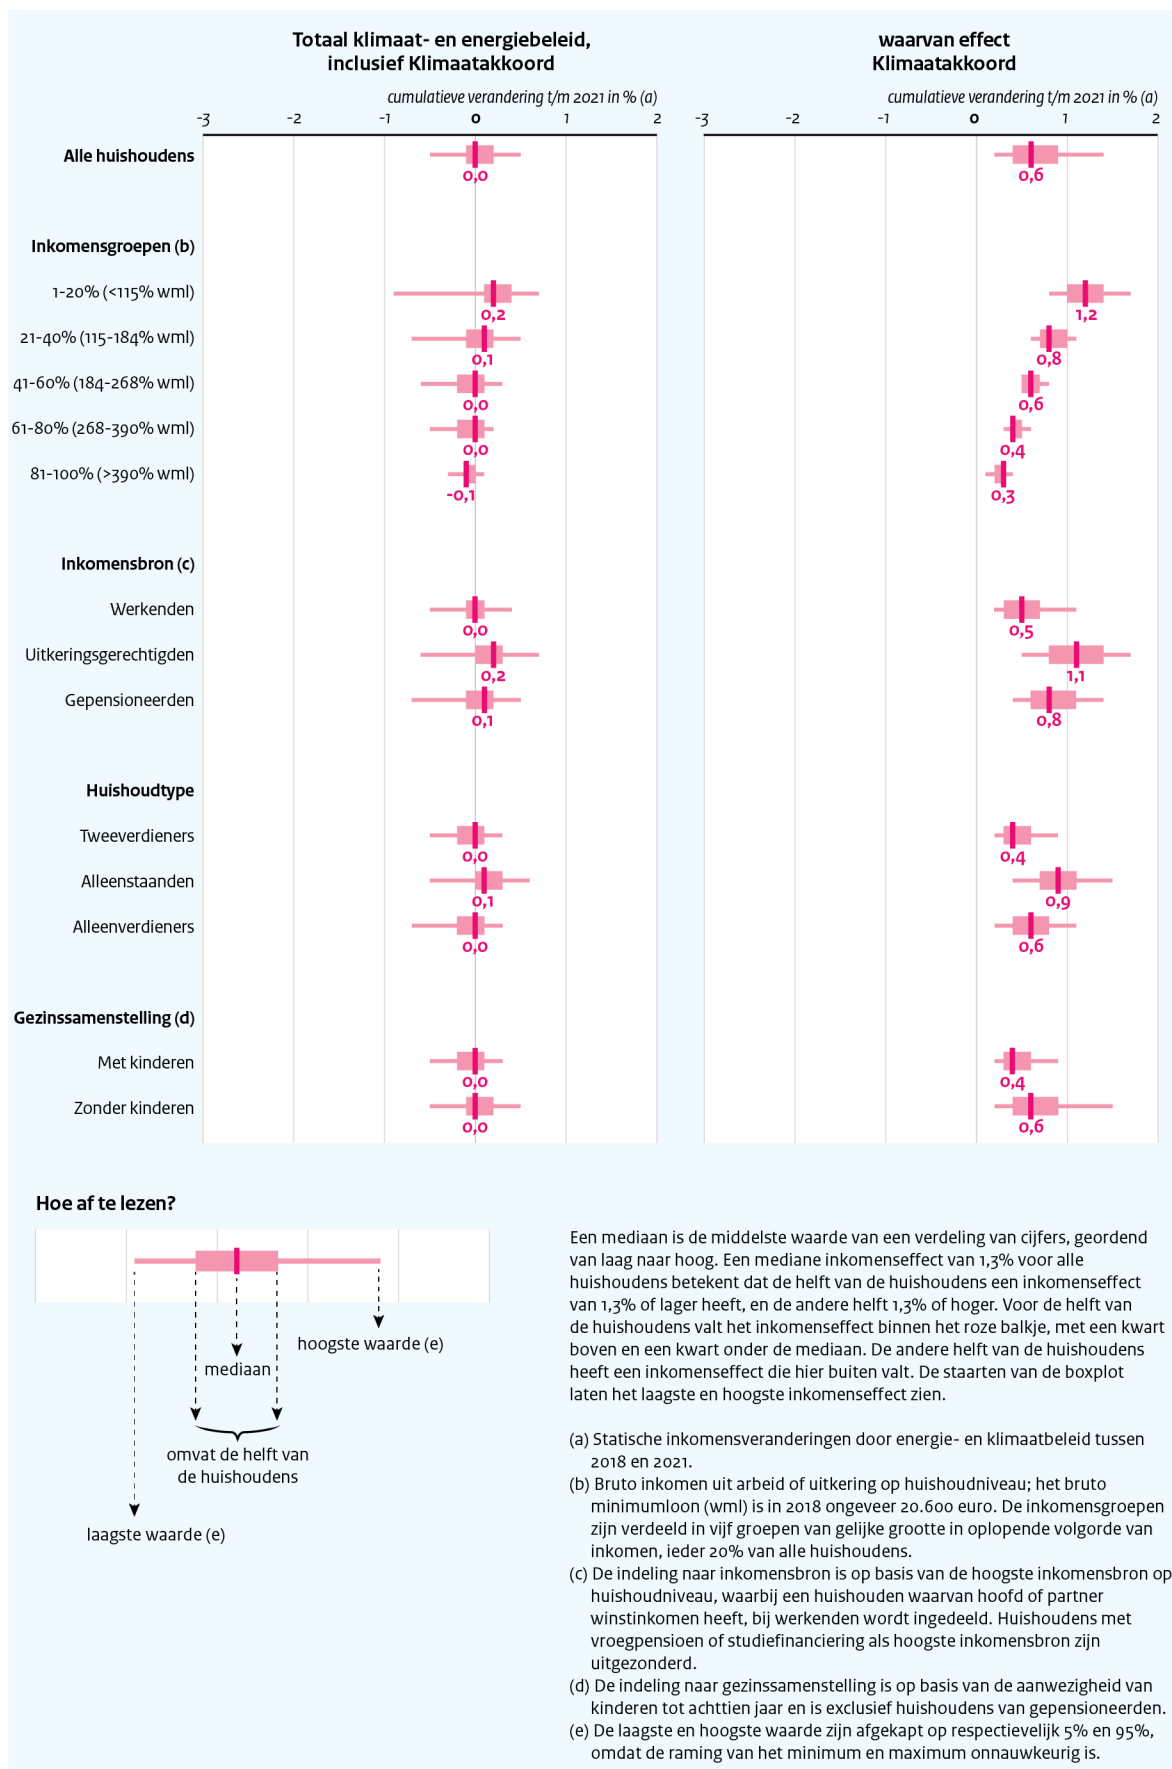 Totaal klimaat- en energiebeleid,
inclusief Klimaatakkoord
waarvan effect
Klimaatakkoord
cumulatieve verandering t/m 2021 in % (a)
cumulatieve verandering t/m 2021 in % (a)
-3 -2 -1 0 1 2
-3 -2 -1 0 1 2
Alle huishoudens
0,0
0,6
Inkomensgroepen (b)
1-20% (<115% wml)
0,2
1,2
21-40% (115-184% wml)
0,1
0,8
41-60% (184-268% wml)
0,0
0,6
61-80% (268-390% wml)
0,0
0,4
81-100% (>390% wml)
-0,1
0,3
Inkomensbron (c)
Werkenden
0,0
0,5
Uitkeringsgerechtigden
0,2
1,1
Gepensioneerden
0,1
0,8
Huishoudtype
Tweeverdieners
0,0
0,4
Alleenstaanden
0,1
0,9
Alleenverdieners
0,0
0,6
Gezinssamenstelling (d)
Met kinderen
0,0
0,4
Zonder kinderen
0,0
0,6
Hoe af te lezen?
hoogste waarde (e)
mediaan
omvat de helft van
de huishoudens
laagste waarde (e)
Een mediaan is de middelste waarde van een verdeling van cijfers, geordend
van laag naar hoog. Een mediane inkomenseffect van 1,3% voor alle
huishoudens betekent dat de helft van de huishoudens een inkomenseffect
van 1,3% of lager heeft, en de andere helft 1,3% of hoger. Voor de helft van
de huishoudens valt het inkomenseffect binnen het roze balkje, met een kwart
boven en een kwart onder de mediaan. De andere helft van de huishoudens
heeft een inkomenseffect die hier buiten valt. De staarten van de boxplot
laten het laagste en hoogste inkomenseffect zien.
(a) Statische inkomensveranderingen door energie- en klimaatbeleid tussen
2018 en 2021.
(b) Bruto inkomen uit arbeid of uitkering op huishoudniveau; het bruto
minimumloon (wml) is in 2018 ongeveer 20.600 euro. De inkomensgroepen
zijn verdeeld in vijf groepen van gelijke grootte in oplopende volgorde van
inkomen, ieder 20% van alle huishoudens.
(c) De indeling naar inkomensbron is op basis van de hoogste inkomensbron op
huishoudniveau, waarbij een huishouden waarvan hoofd of partner
winstinkomen heeft, bij werkenden wordt ingedeeld. Huishoudens met
vroegpensioen of studiefinanciering als hoogste inkomensbron zijn
uitgezonderd.
(d) De indeling naar gezinssamenstelling is op basis van de aanwezigheid van
kinderen tot achttien jaar en is exclusief huishoudens van gepensioneerden.
(e) De laagste en hoogste waarde zijn afgekapt op respectievelijk 5% en 95%,
omdat de raming van het minimum en maximum onnauwkeurig is.